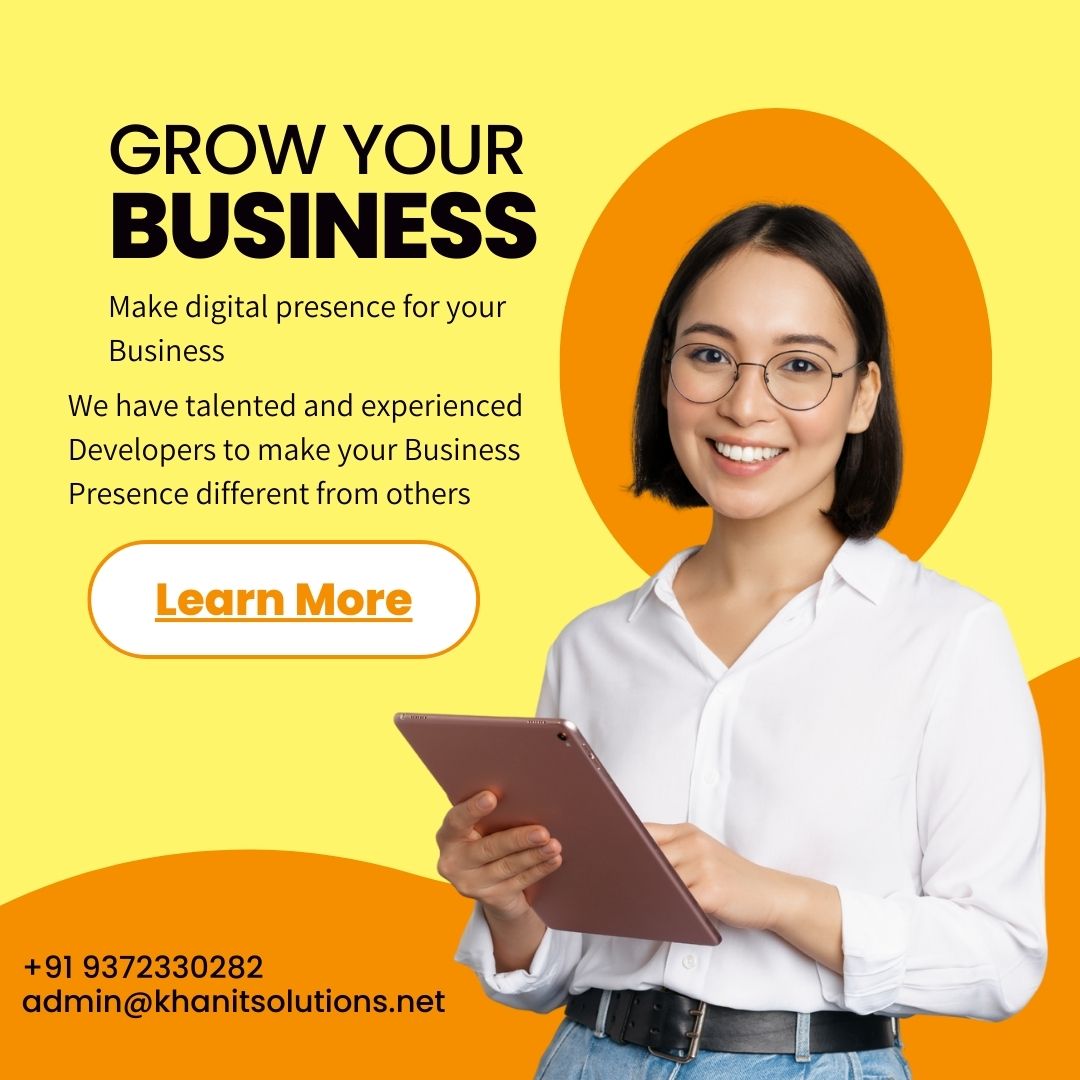 GROW YOUR
BUSINESS
Make digital presence for your
Business
We have talented and experienced
Developers to make your Business
Presence different from others
Learn More
+91 9372330282
admin@khanitsolutions.net